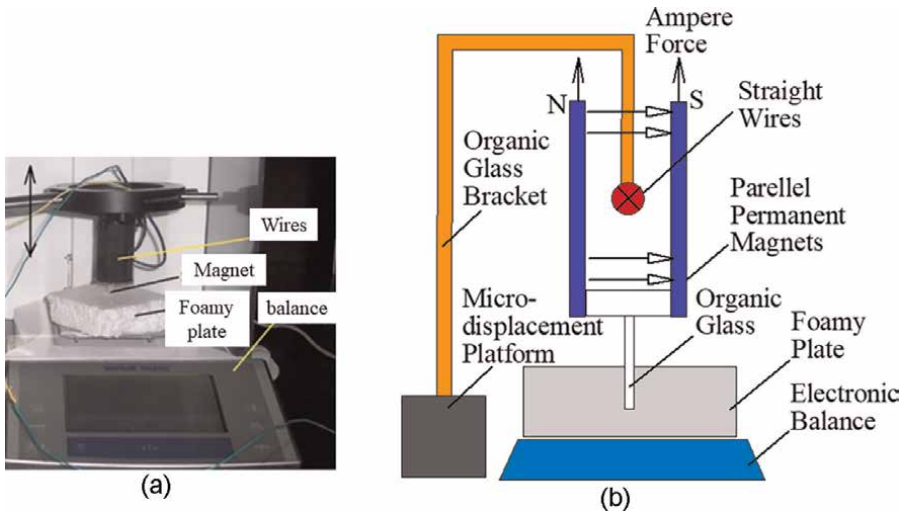 Wires
Magnet
Foamy
plate
balance
(a)
Ampere
Force
N
S
Straight
Wires
Organic
Glass
Bracket
Parellel
Permanent
Magnets
Micro-
displacement
Platform
Organic
Glass
Foamy
Plate
Electronic
Balance
(b)